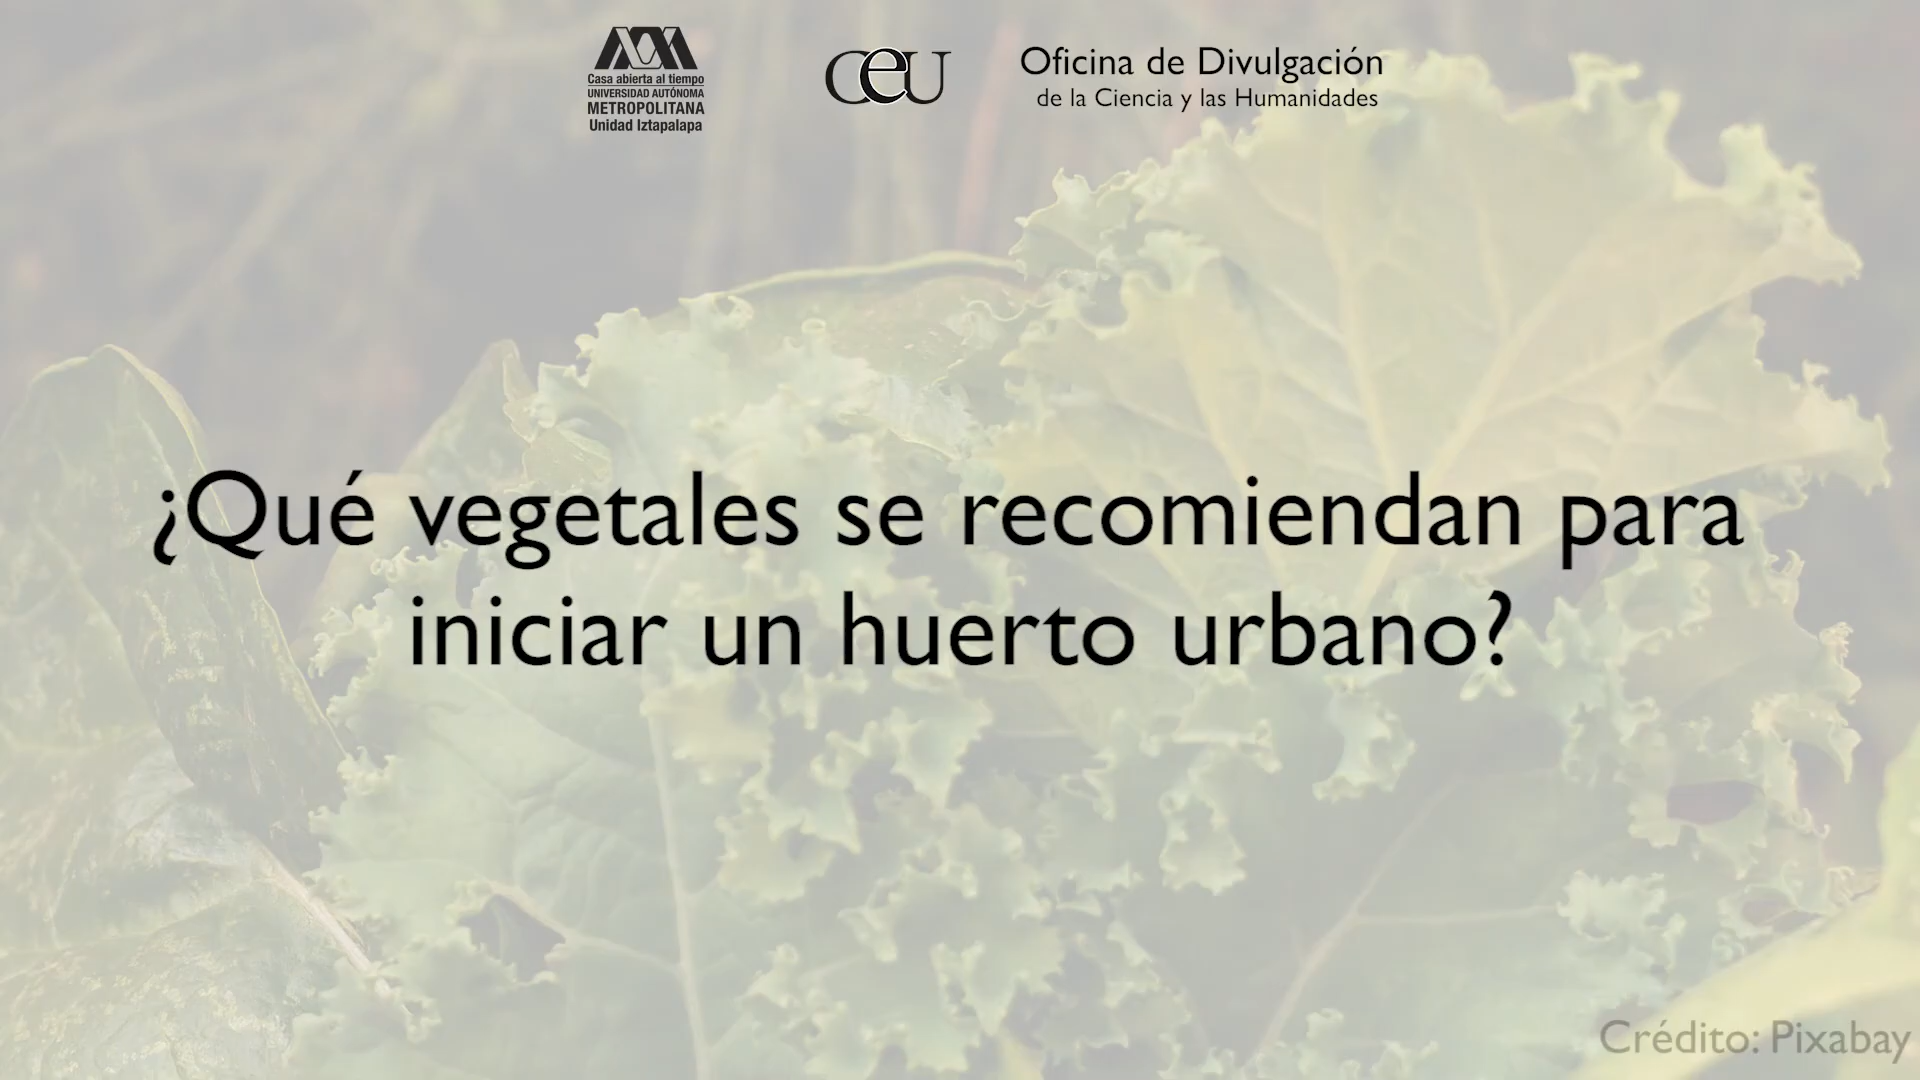 Casa abierta al tiempo
UNIVERSIDAD AUTÓNOMA
METROPOLITANA
Unidad Iztapalapa
CeU
Oficina de Divulgación
de la Ciencia y las Humanidades
¿Qué vegetales se recomiendan para
iniciar un huerto urbano?
Crédito: Pixabay